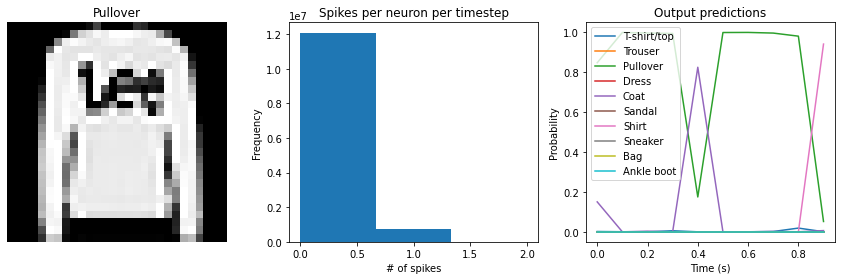 Pullover
Spikes per neuron per timestep
1e7
Frequency
1.2
1.0
0.8
0.6
0.4
0.2
0.0
0.0
0.5
1.0
1.5
2.0
# of spikes
Output predictions
Probability
1.0
0.8
0.6
0.4
0.2
0.0
T-shirt/top
Trouser
Pullover
Dress
Coat
Sandal
Shirt
Sneaker
Bag
Ankle boot
0.0
0.2
0.4
0.6
0.8
Time (s)